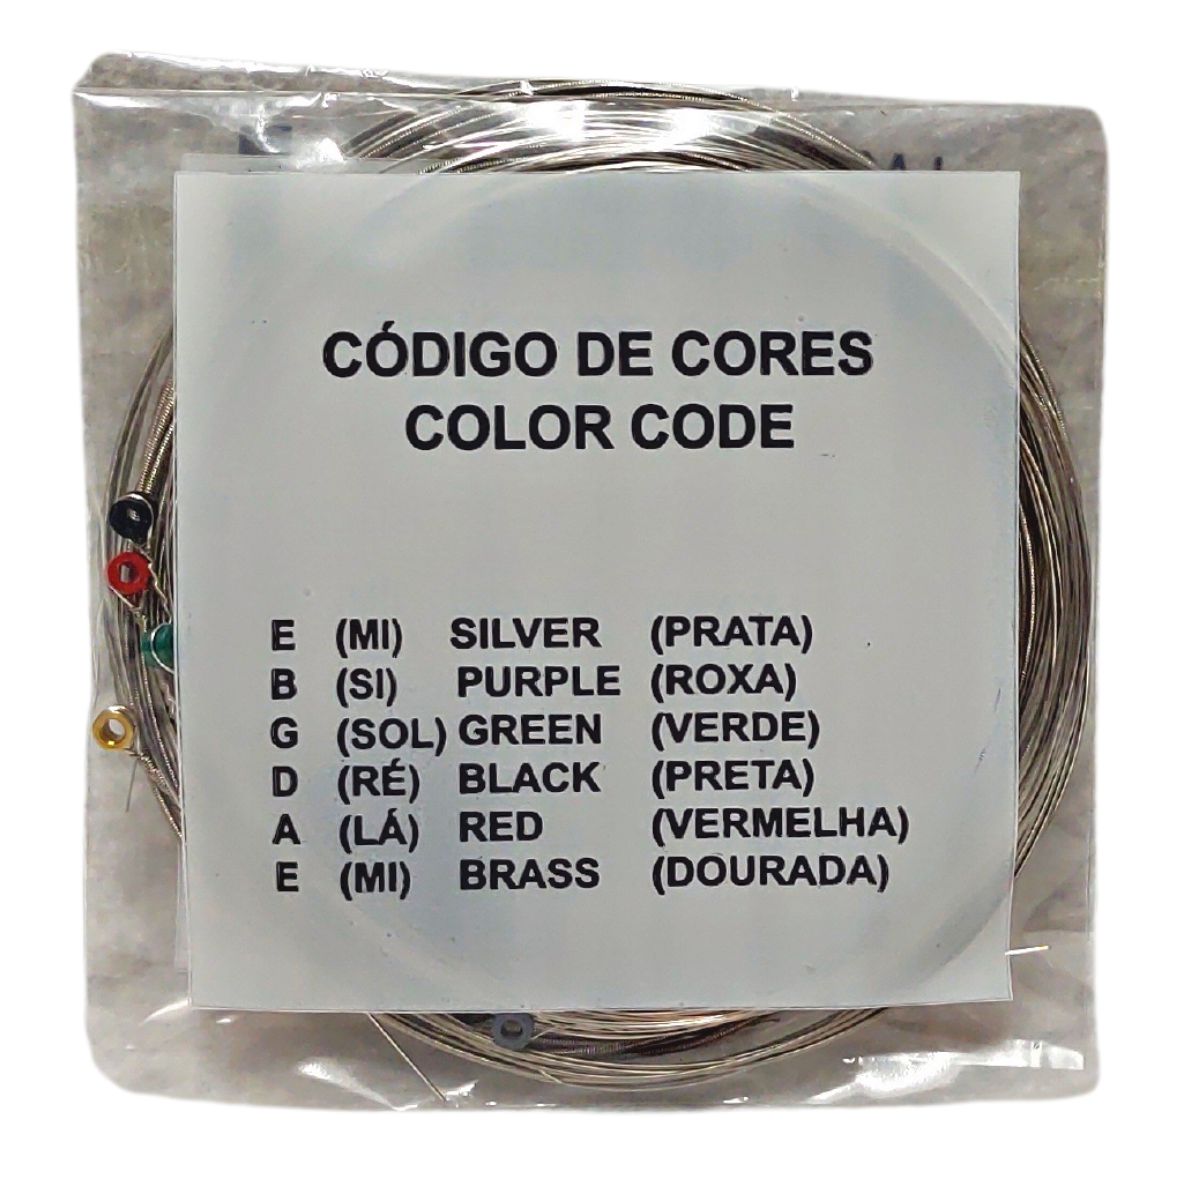 CÓDIGO DE CORES
COLOR CODE
E (MI) SILVER (PRATA)
B (SI) PURPLE (ROXA)
G (SOL) GREEN (VERDE)
D (RÉ) BLACK (PRETA)
A (LÁ) RED (VERMELHA)
E (MI) BRASS (DOURADA)